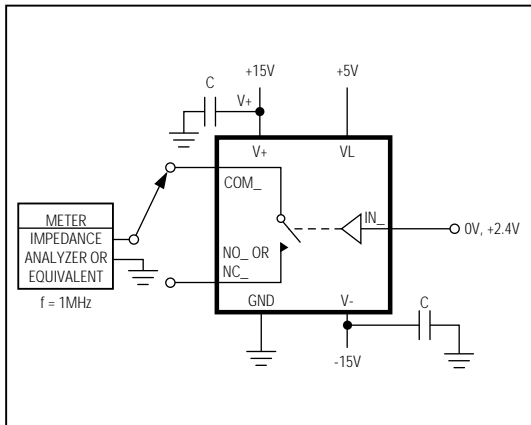 +15V
+5V
C
V+
V+
VL
COM_
IN_
0V, +2.4V
METER
IMPEDANCE
ANALYZER OR
EQUIVALENT
f = 1MHz
NO_ OR
NC_
GND
V-
C
-15V